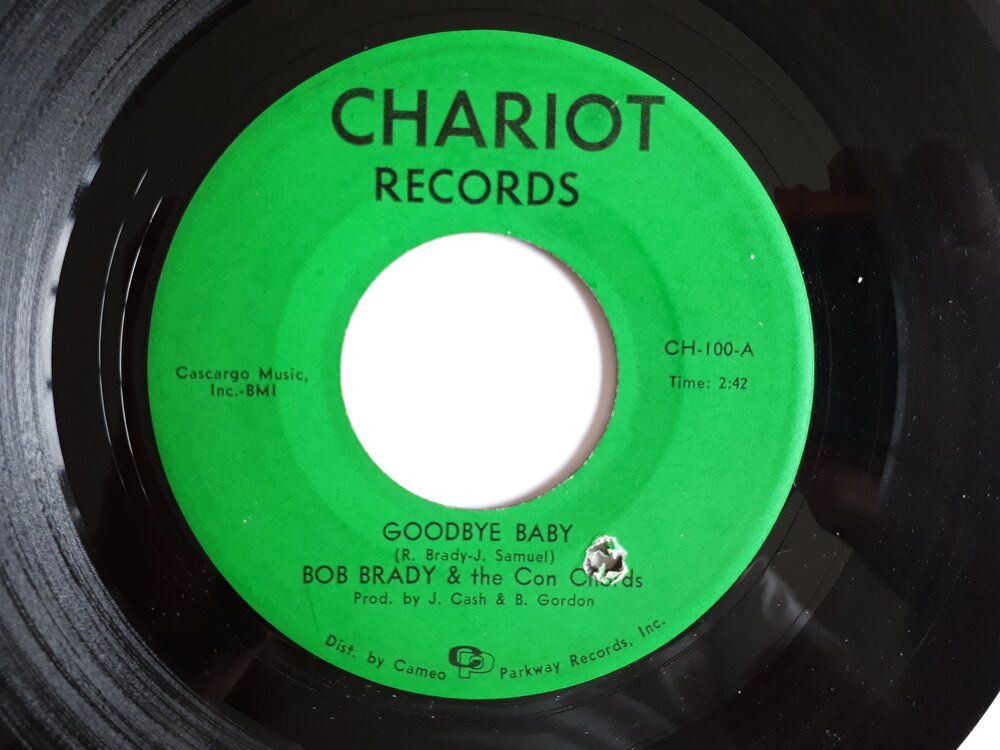 CHARIOT
RECORDS
Cascargo Music,
Inc.-BMI
CH-100-A
Time: 2:42
GOODBYE BABY
(R. Brady-J. Samuel)
BOB BRADY & the Con
Prod. by J. Cash & B. Gordon
Dist. by Cameo CP Parkway Records, Inc.